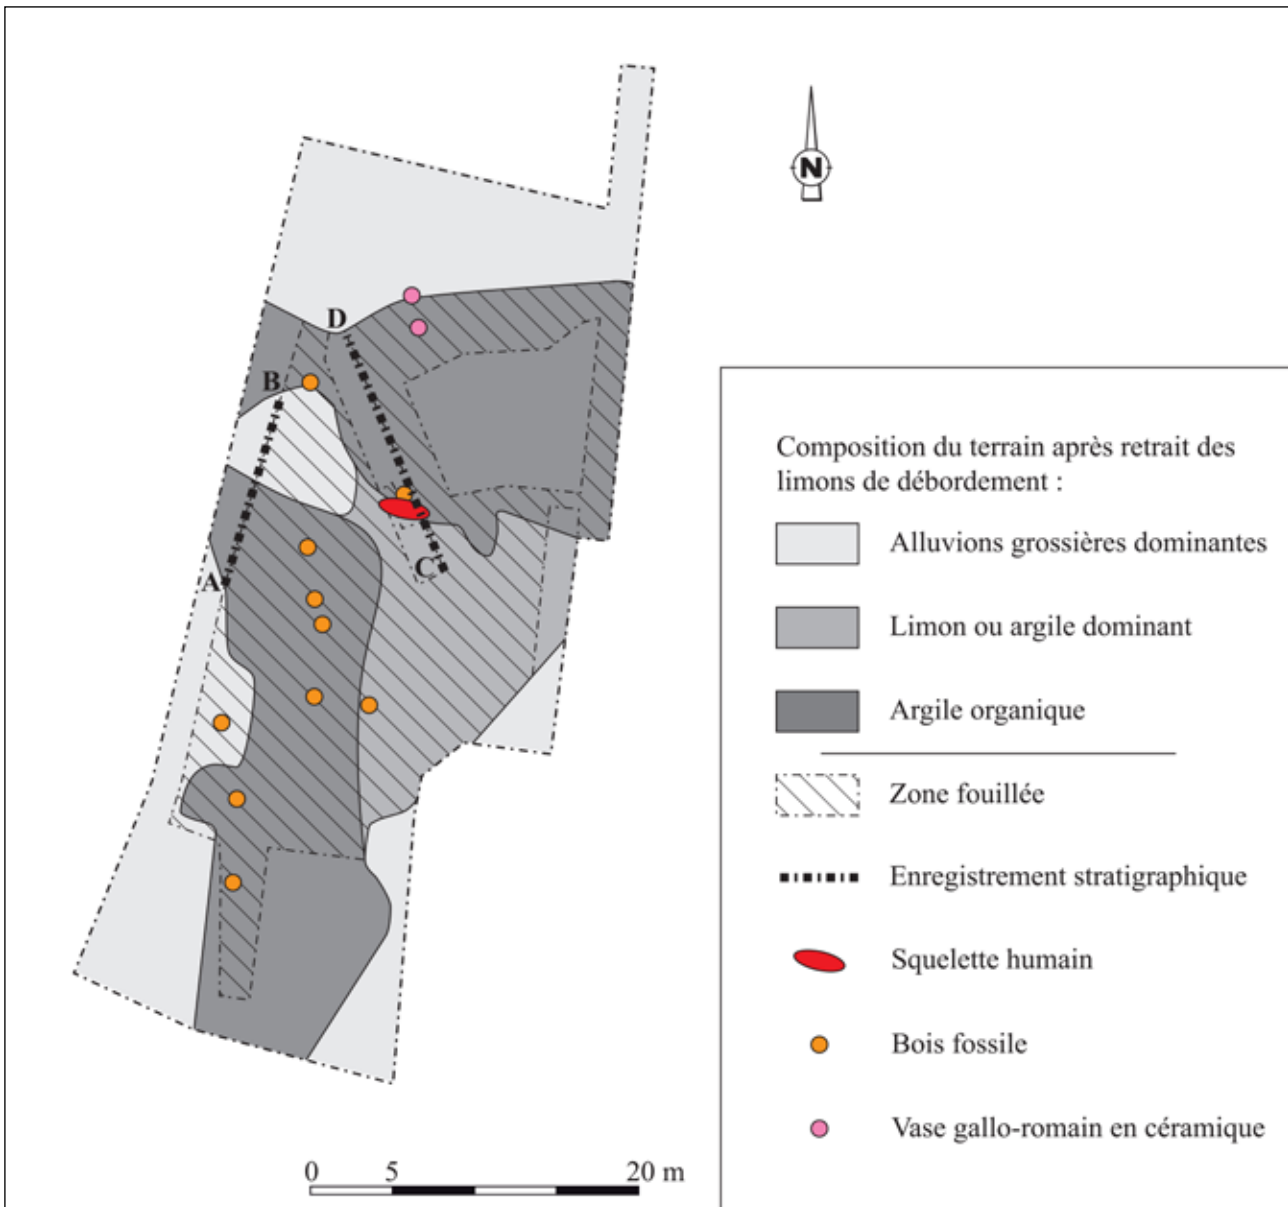 N
D
B
A
C
Composition du terrain après retrait des
limons de débordement :
Alluvions grossières dominantes
Limon ou argile dominant
Argile organique
Zone fouillée
Enregistrement stratigraphique
Squelette humain
Bois fossile
Vase gallo-romain en céramique
0 5 20 m